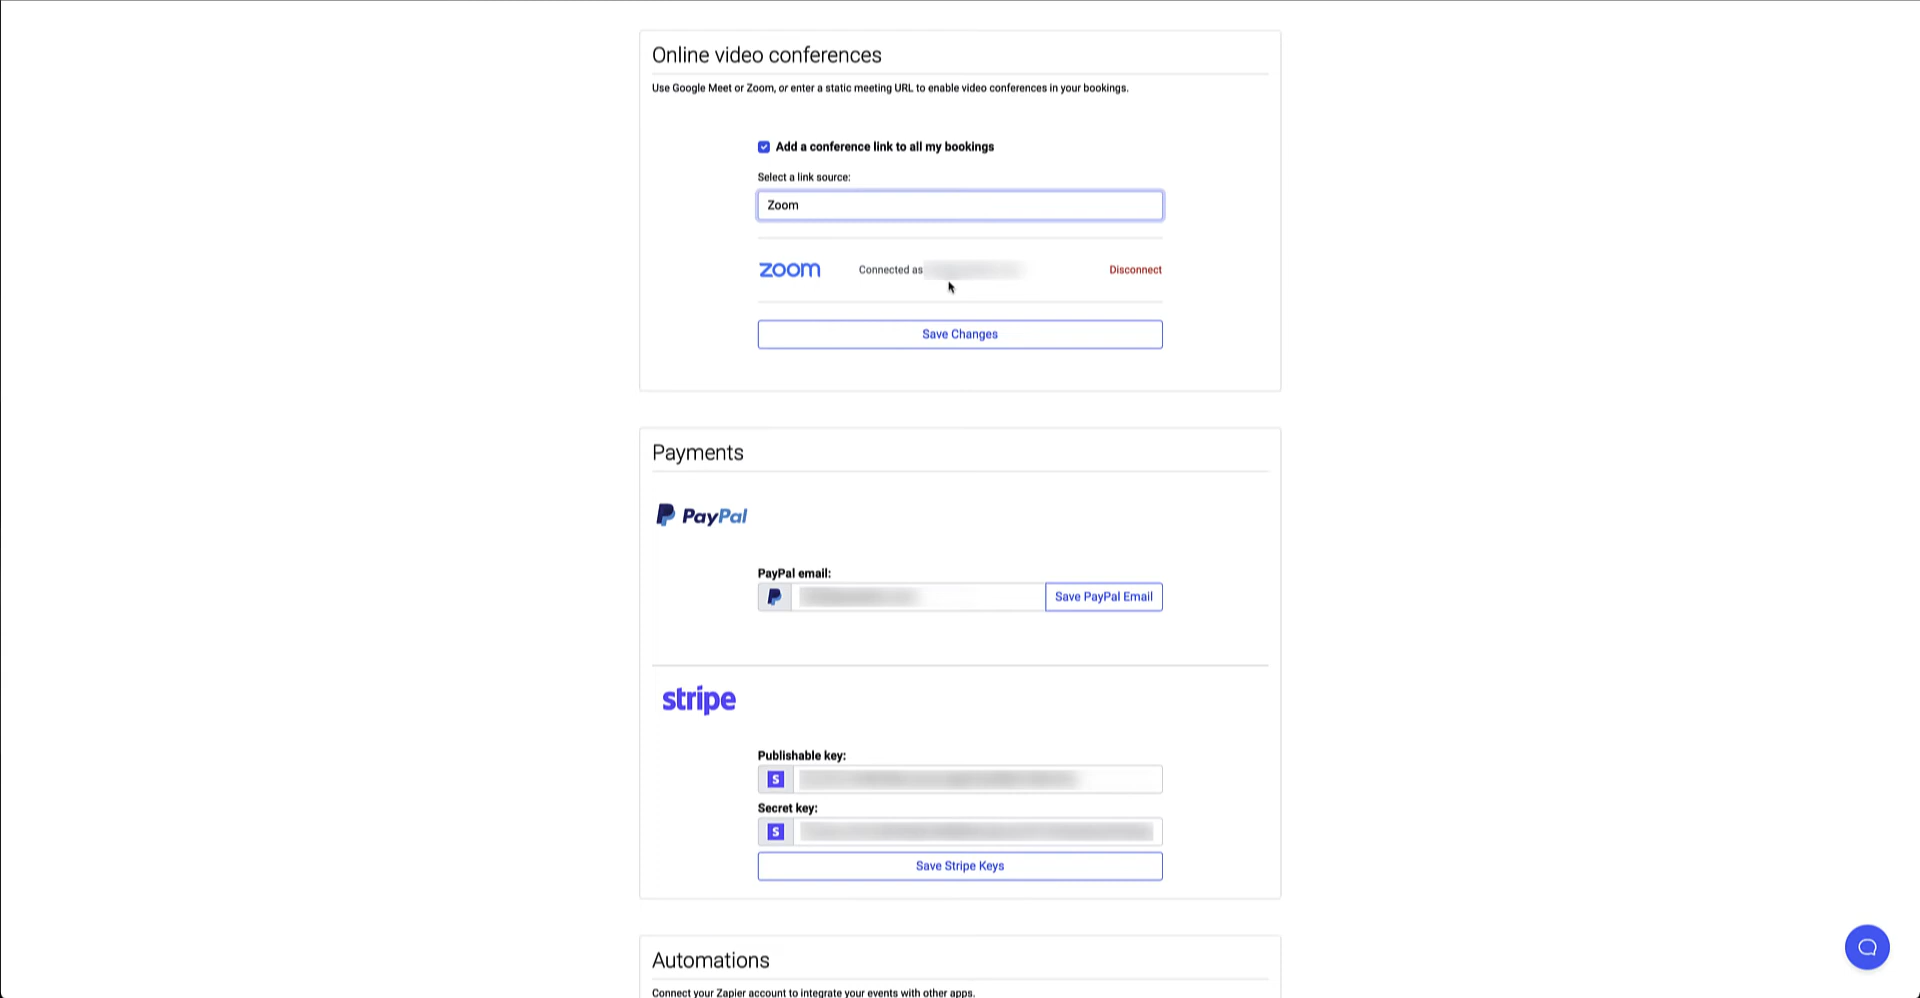 Online video conferences
Use Google Meet or Zoom, or enter a static meeting URL to enable video conferences in your bookings.
Add a conference link to all my bookings
Select a link source:
Zoom
zoom Connected as Disconnect
Save Changes
Payments
PayPal
PayPal email:
Save PayPal Email
stripe
Publishable key:
S
Secret key:
S
Save Stripe Keys
Automations
Connect your Zapier account to integrate your events with other apps.